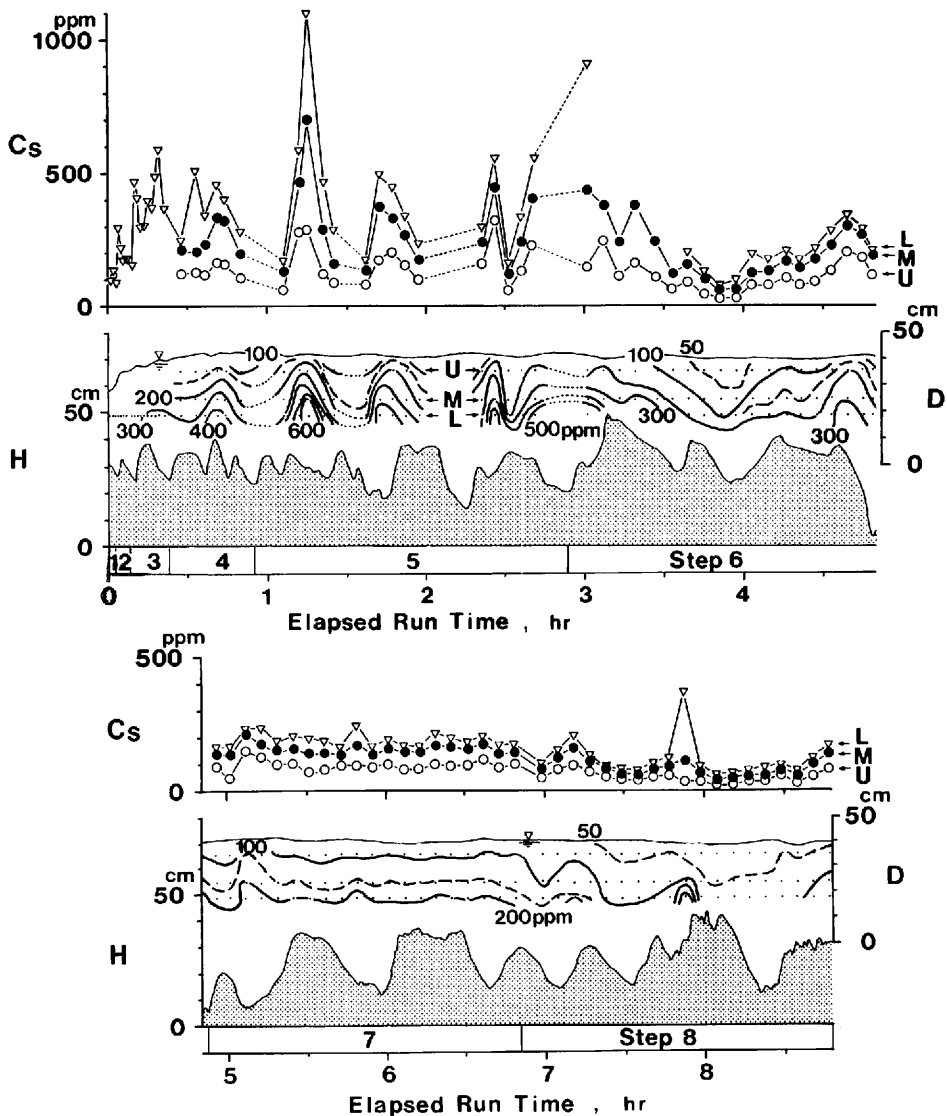 ppm
1000
Cs
500
0
L
M
U
cm
50
D
0
100
U
M
L
100
50
cm
200
50
300
400
600
500ppm
300
300
H
0
12
3
4
5
Step 6
0
1
2
3
4
Elapsed Run Time , hr
ppm
500
Cs
0
L
M
U
cm
50
D
0
100
50
cm
50
200ppm
H
0
7
Step 8
5
6
7
8
Elapsed Run Time , hr